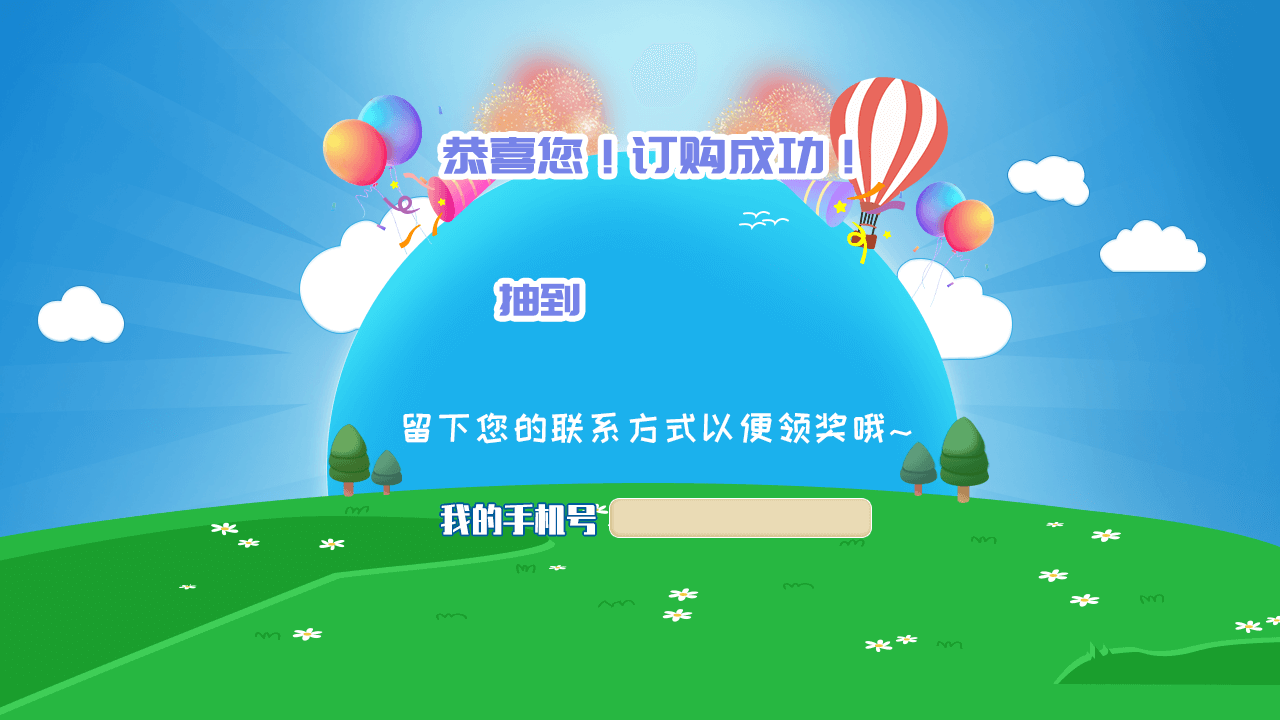 恭喜您！订购成功！
抽到
留下您的联系方式以便领奖哦~
我的手机号